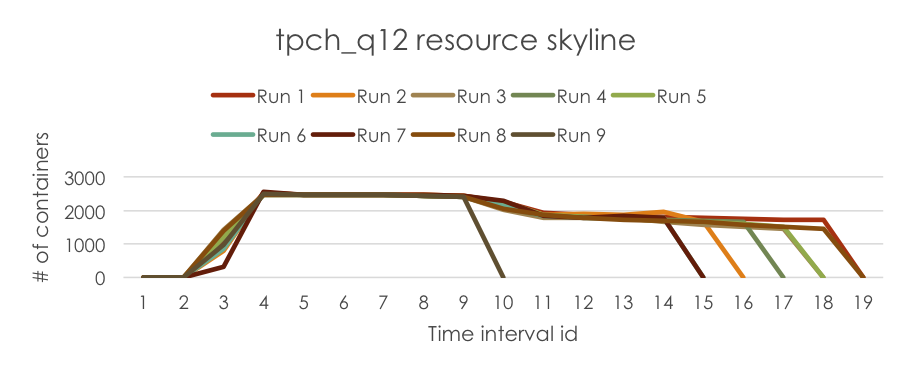 tpch_q12 resource skyline
Run 1 Run 2 Run 3 Run 4 Run 5
Run 6 Run 7 Run 8 Run 9
# of containers
3000
2000
1000
0
1 2 3 4 5 6 7 8 9 10 11 12 13 14 15 16 17 18 19
Time interval id